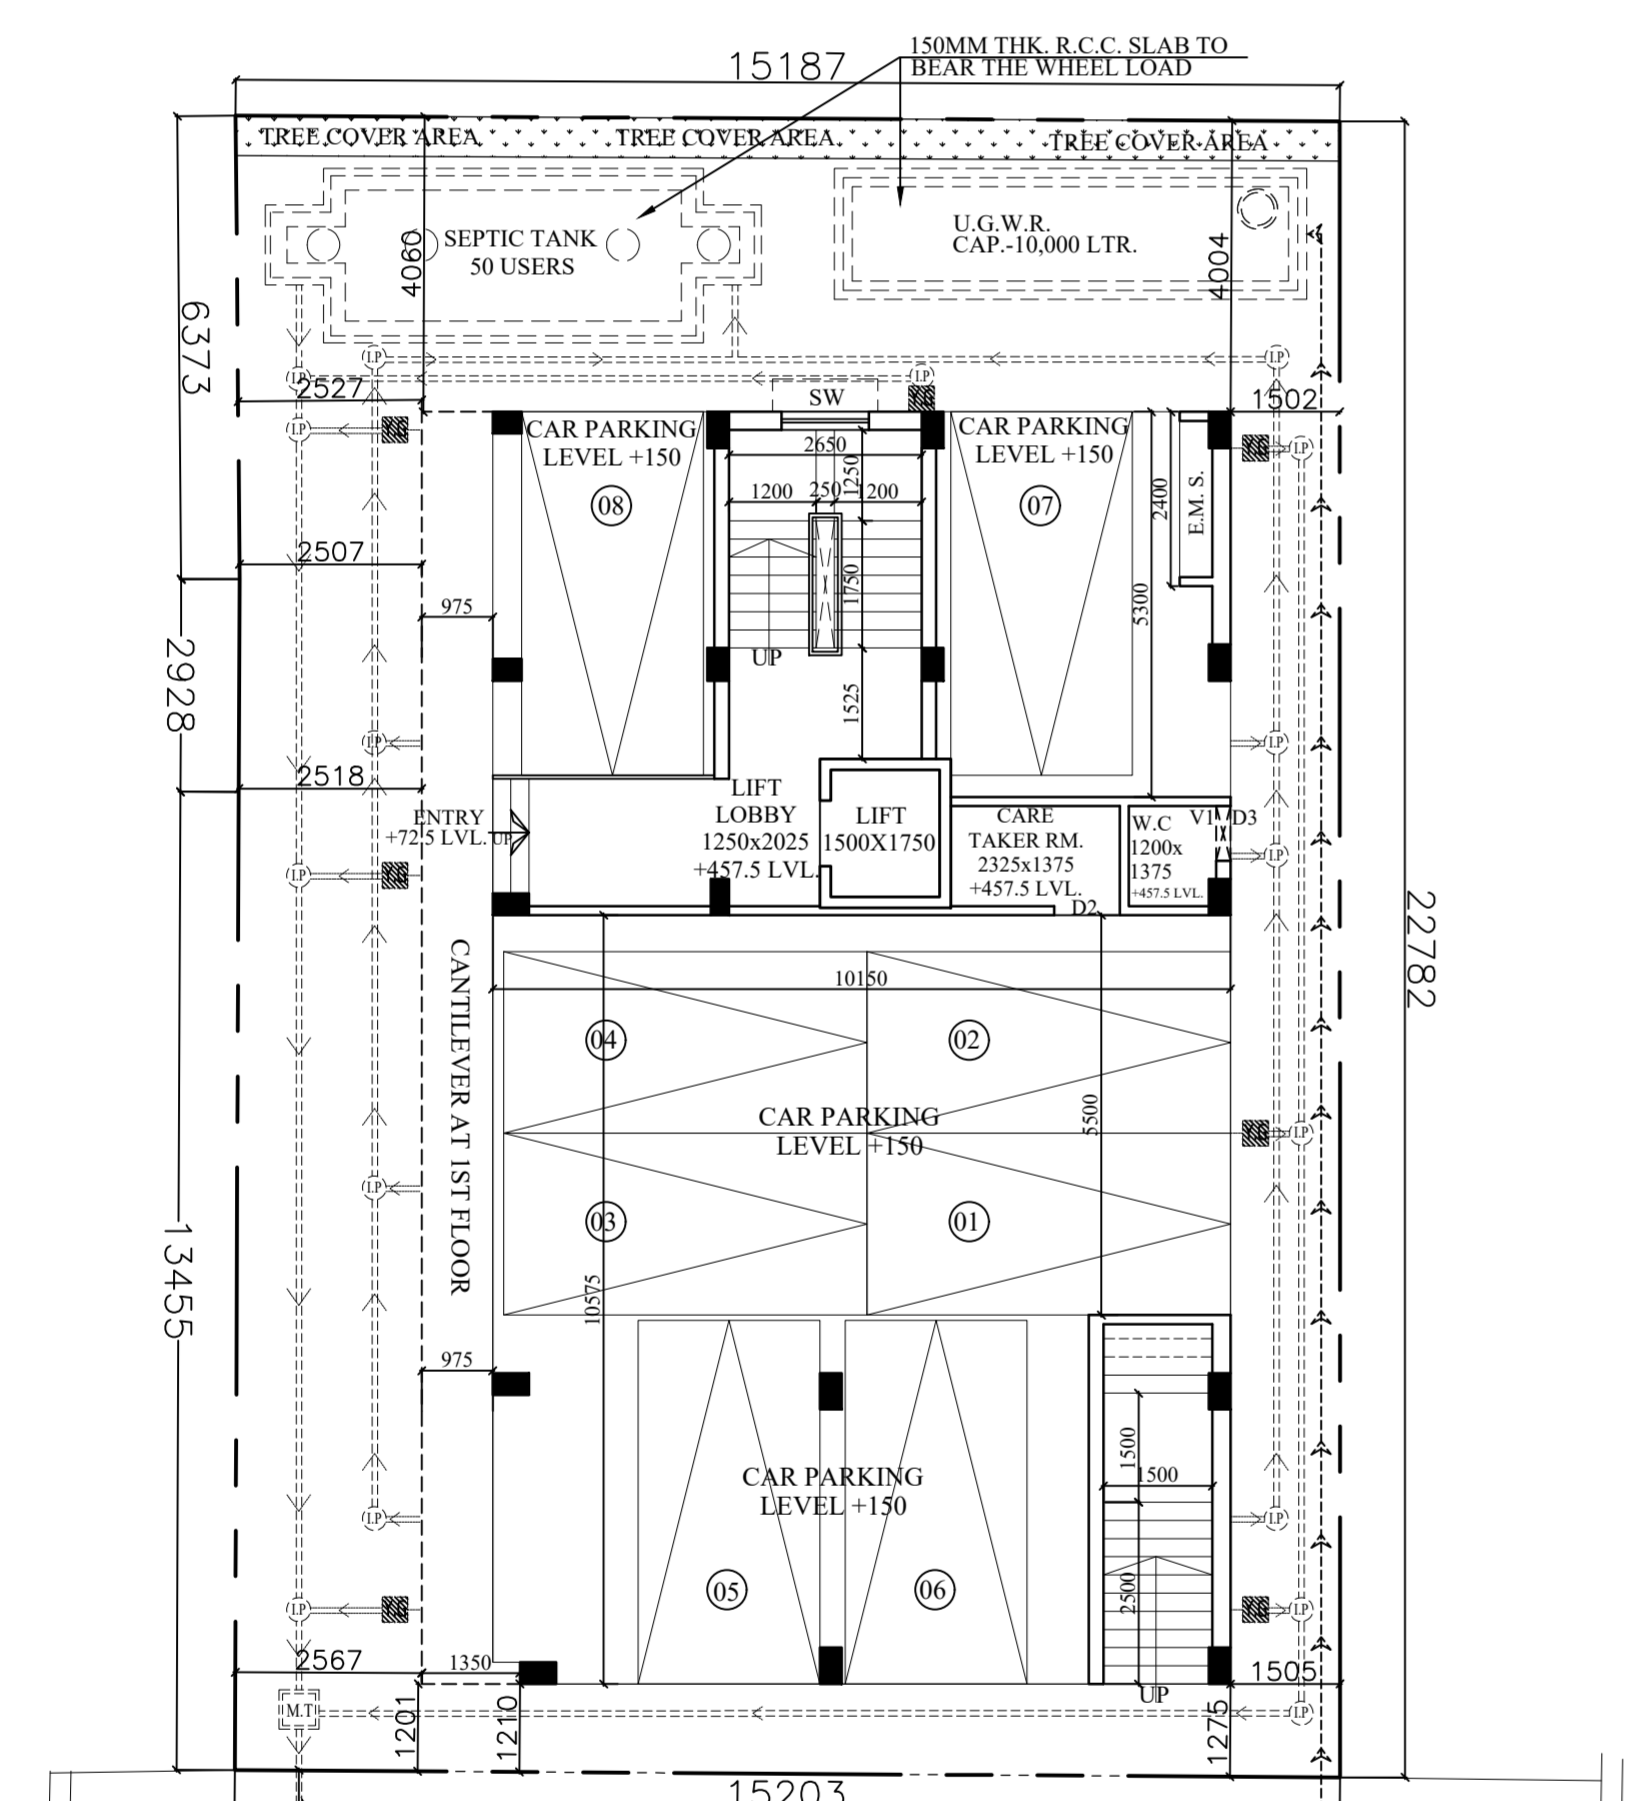 15187
150MM THK. R.C.C. SLAB TO
BEAR THE WHEEL LOAD
TREE COVER AREA
TREE COVER AREA
TREE COVER AREA
SEPTIC TANK
50 USERS
U.G.W.R.
CAP.-10,000 LTR.
4060
4004
6373
I.P
I.P
I.P
I.P
2527
SW
1502
I.P
I.P
CAR PARKING
LEVEL +150
08
2650
1250
1200
250
1200
CAR PARKING
LEVEL +150
07
2400
E.M. S.
2507
1750
5300
975
UP
2928
1525
I.P
I.P
2518
ENTRY
+72.5 LVL.
UP
LIFT
LOBBY
1250x2025
+457.5 LVL.
LIFT
1500X1750
CARE
TAKER RM.
2325x1375
+457.5 LVL.
W.C
1200x
1375
+457.5 LVL.
V1
D3
I.P
I.P
D2
22782
CANTILEVER AT 1ST FLOOR
10150
04
02
CAR PARKING
LEVEL +150
5500
I.P
I.P
03
01
13455
10575
975
1500
1500
CAR PARKING
LEVEL +150
I.P
I.P
05
06
2500
I.P
I.P
2567
1350
1505
UP
M.T
1201
1210
1275
I.P
15203